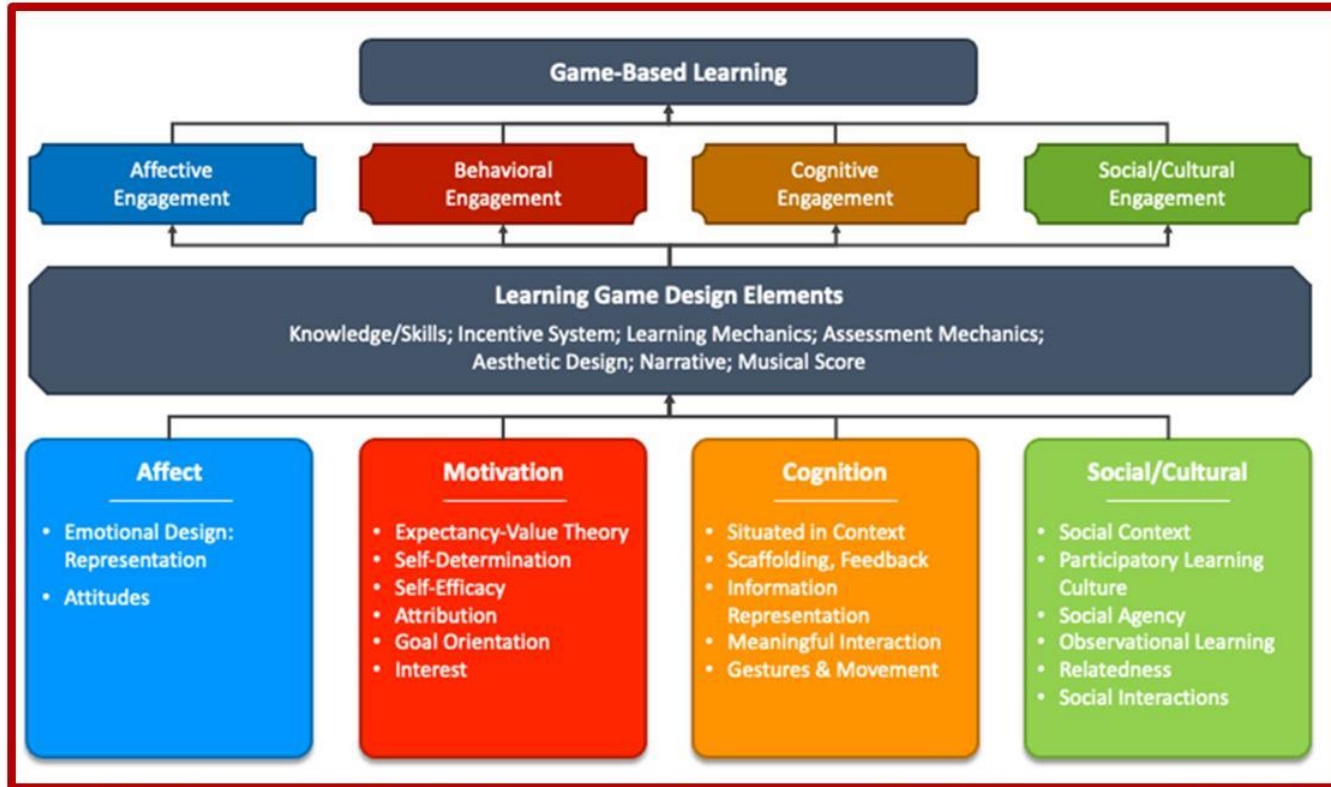 Game-Based Learning
Affective
Engagement
Behavioral
Engagement
Cognitive
Engagement
Social/Cultural
Engagement
Learning Game Design Elements
Knowledge/Skills; Incentive System; Learning Mechanics; Assessment Mechanics;
Aesthetic Design; Narrative; Musical Score
Affect
• Emotional Design:
Representation
• Attitudes
Motivation
• Expectancy-Value Theory
• Self-Determination
• Self-Efficacy
• Attribution
• Goal Orientation
• Interest
Cognition
• Situated in Context
• Scaffolding, Feedback
• Information
Representation
• Meaningful Interaction
• Gestures & Movement
Social/Cultural
• Social Context
• Participatory Learning
Culture
• Social Agency
• Observational Learning
• Relatedness
• Social Interactions